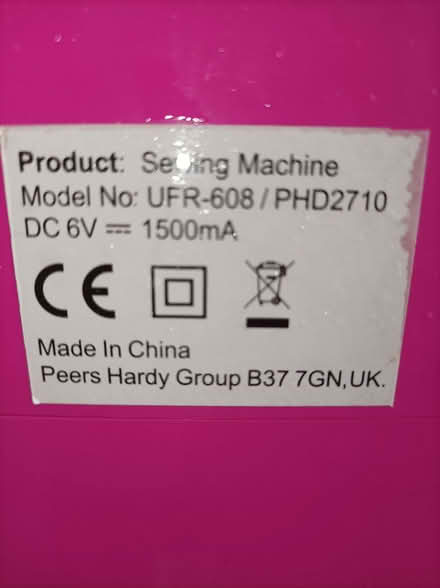 Product: Sewing Machine
Model No: UFR-608 / PHD2710
DC 6V ⎓ 1500mA
CE
Made In China
Peers Hardy Group B37 7GN,UK.